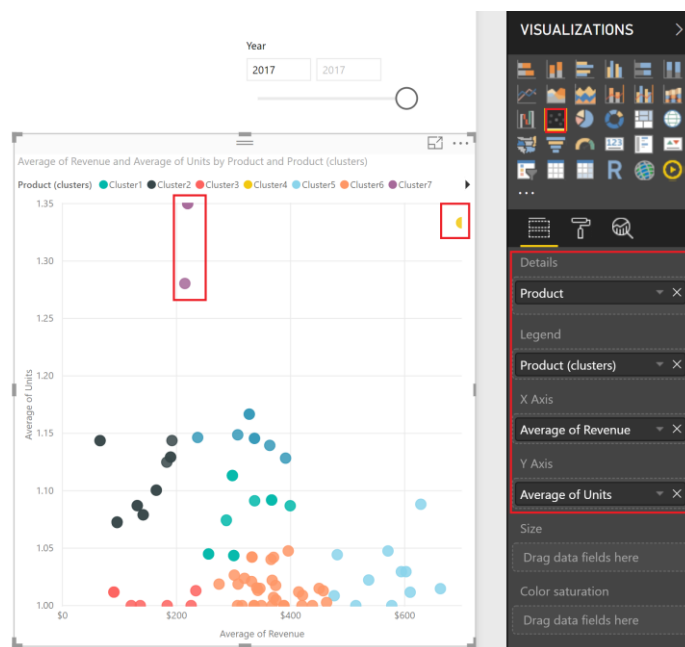 Year
2017 2017
Average of Revenue and Average of Units by Product and Product (clusters)
Product (clusters) Cluster1 Cluster2 Cluster3 Cluster4 Cluster5 Cluster6 Cluster7
1.35
1.30
1.25
1.20
1.15
1.10
1.05
1.00
Average of Units
$0 $200 $400 $600
Average of Revenue
VISUALIZATIONS
123
R
...
Details
Product
Legend
Product (clusters)
X Axis
Average of Revenue
Y Axis
Average of Units
Size
Drag data fields here
Color saturation
Drag data fields here